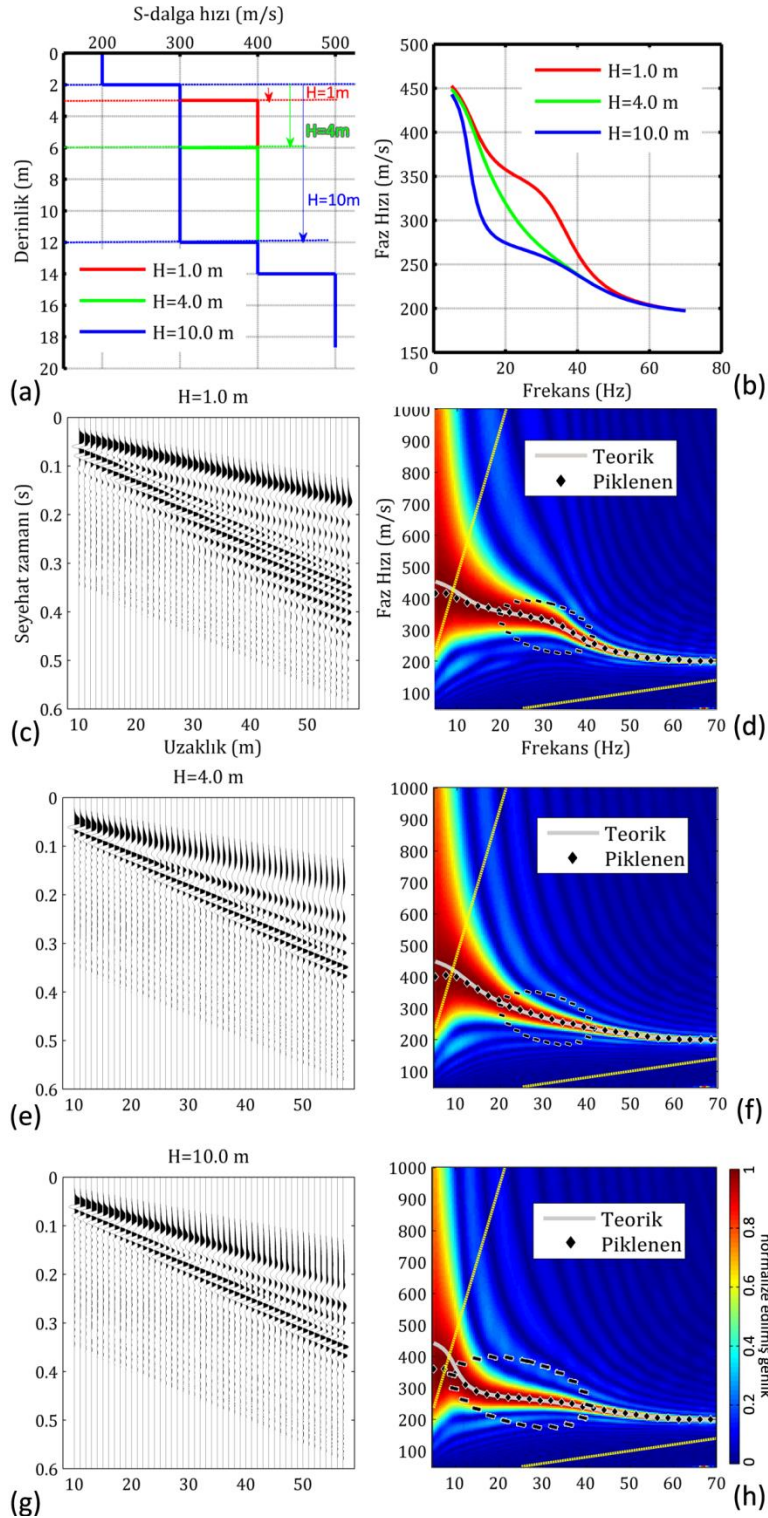 S-dalga hızı (m/s)
200 300 400 500
0
2
4
6
8
10
12
14
16
18
20
Derinlik (m)
H=1m
H=4m
H=10m
H=1.0 m
H=4.0 m
H=10.0 m
(a)
500
450
400
350
300
250
200
150
Faz Hızı (m/s)
H=1.0 m
H=4.0 m
H=10.0 m
0 20 40 60 80
Frekans (Hz)
(b)
H=1.0 m
0
0.1
0.2
0.3
0.4
0.5
0.6
Seyehat zamanı (s)
10 20 30 40 50
Uzaklık (m)
(c)
1000
900
800
700
600
500
400
300
200
100
Faz Hızı (m/s)
Teorik
Piklenen
10 20 30 40 50 60 70
Frekans (Hz)
(d)
H=4.0 m
0
0.1
0.2
0.3
0.4
0.5
0.6
10 20 30 40 50
(e)
1000
900
800
700
600
500
400
300
200
100
Teorik
Piklenen
10 20 30 40 50 60 70
(f)
H=10.0 m
0
0.1
0.2
0.3
0.4
0.5
0.6
10 20 30 40 50
(g)
1000
900
800
700
600
500
400
300
200
100
Teorik
Piklenen
10 20 30 40 50 60 70
1
0.8
0.6
0.4
0.2
0
normalize edilmiş genlik
(h)